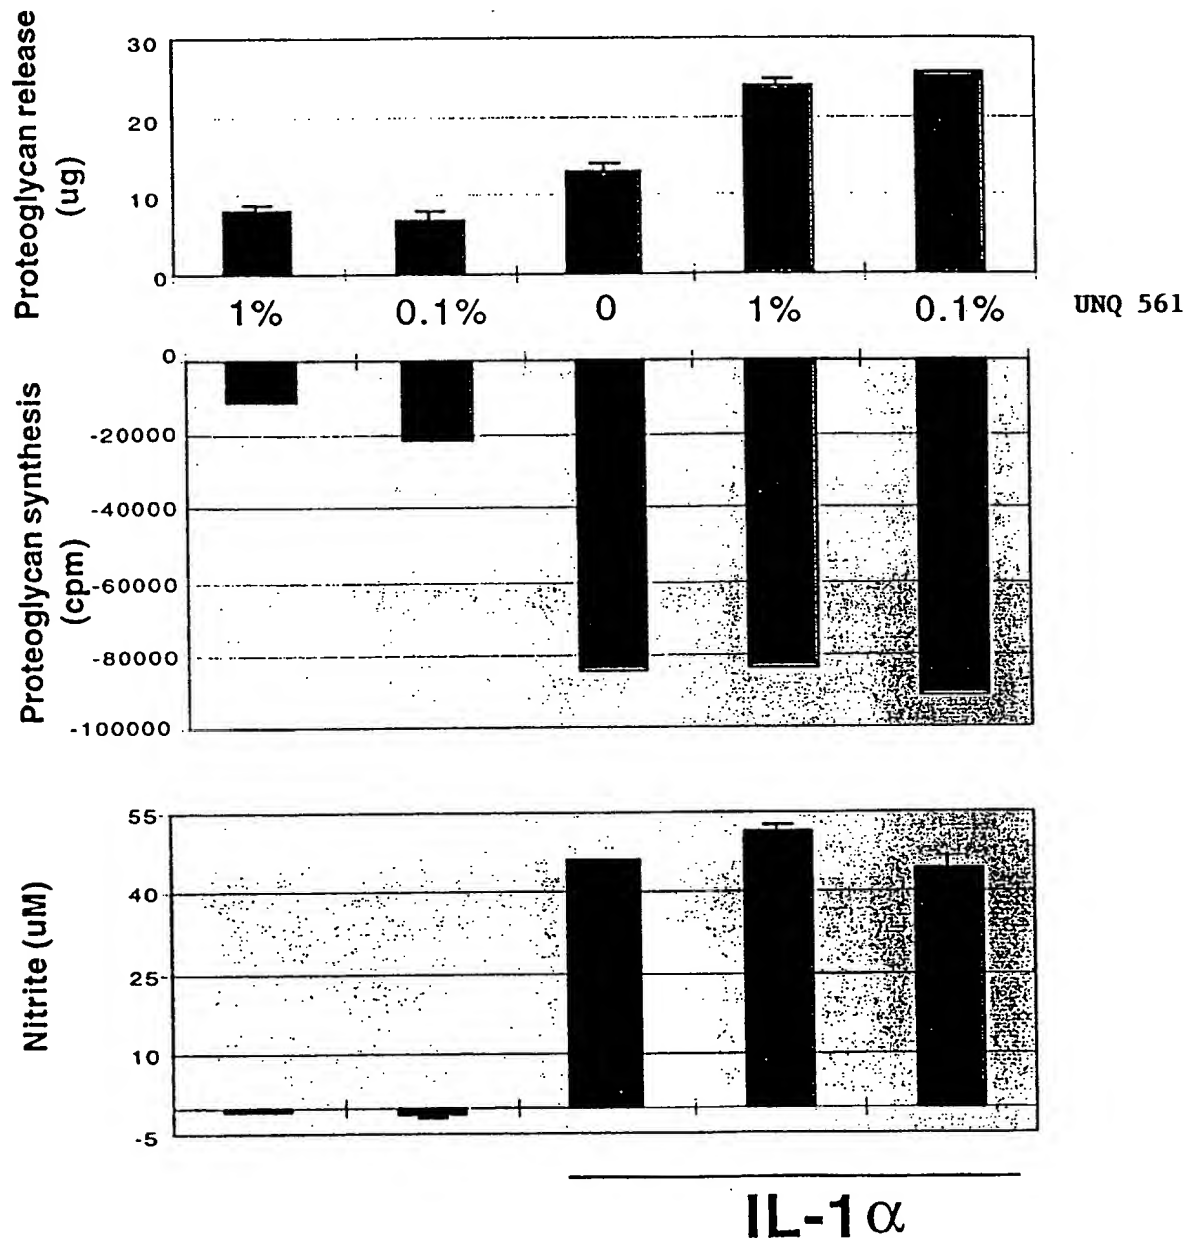 Proteoglycan release
(ug)
30
20
10
0
1% 0.1% 0 1% 0.1% UNQ 561
Proteoglycan synthesis
(cpm)
0
-20000
-40000
-60000
-80000
-100000
Nitrite (uM)
55
40
25
10
-5
IL-1α